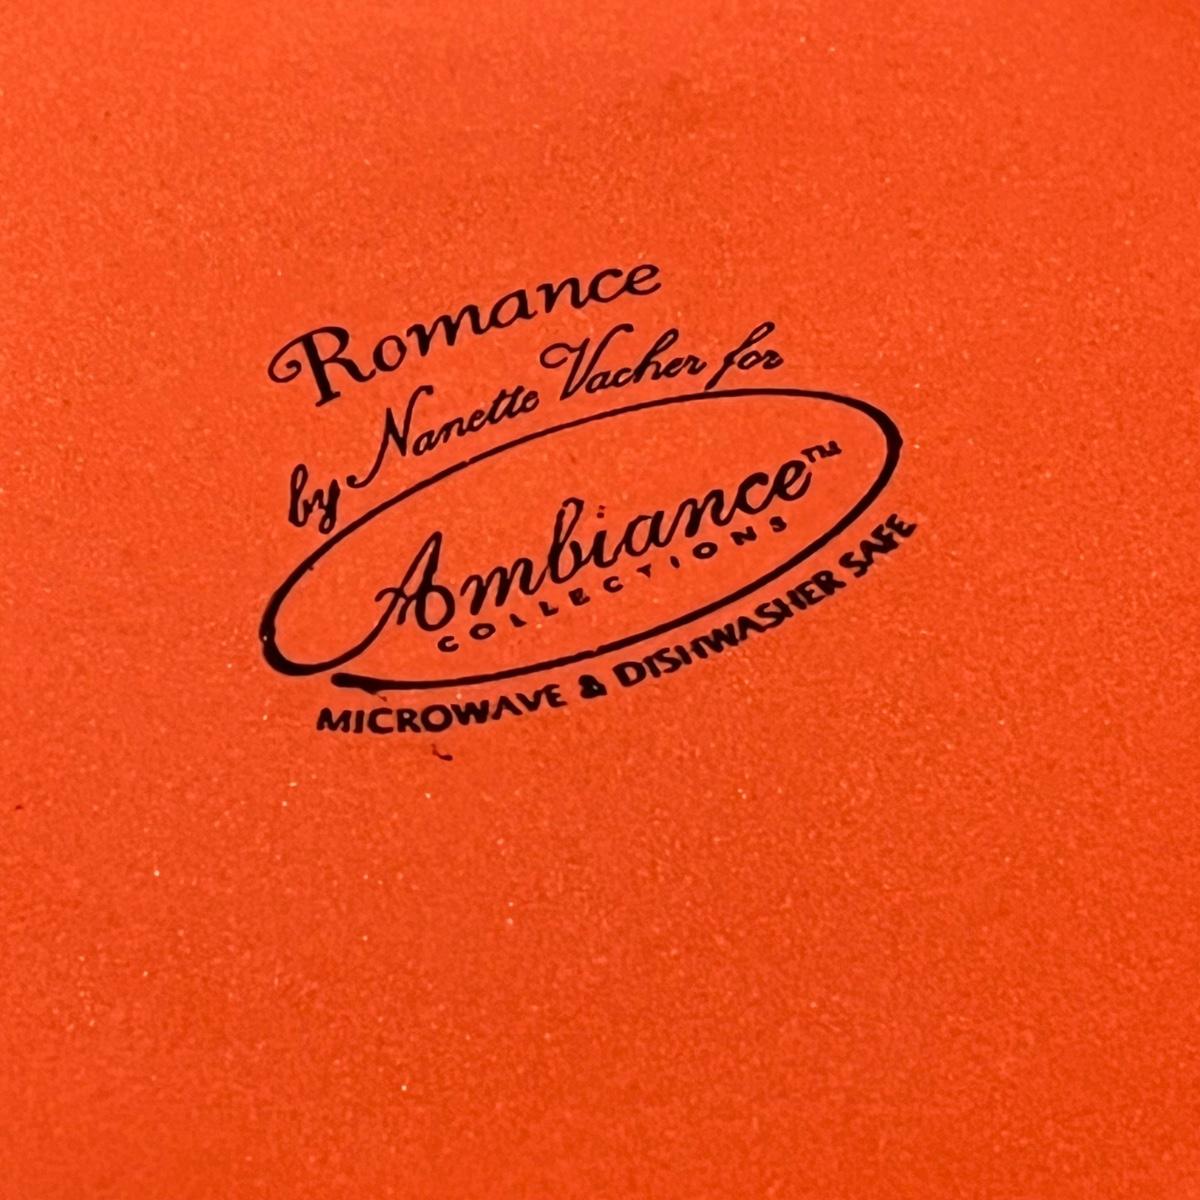 Romance
by Nanette Vacher for
Ambiance™
COLLECTIONS
MICROWAVE & DISHWASHER SAFE